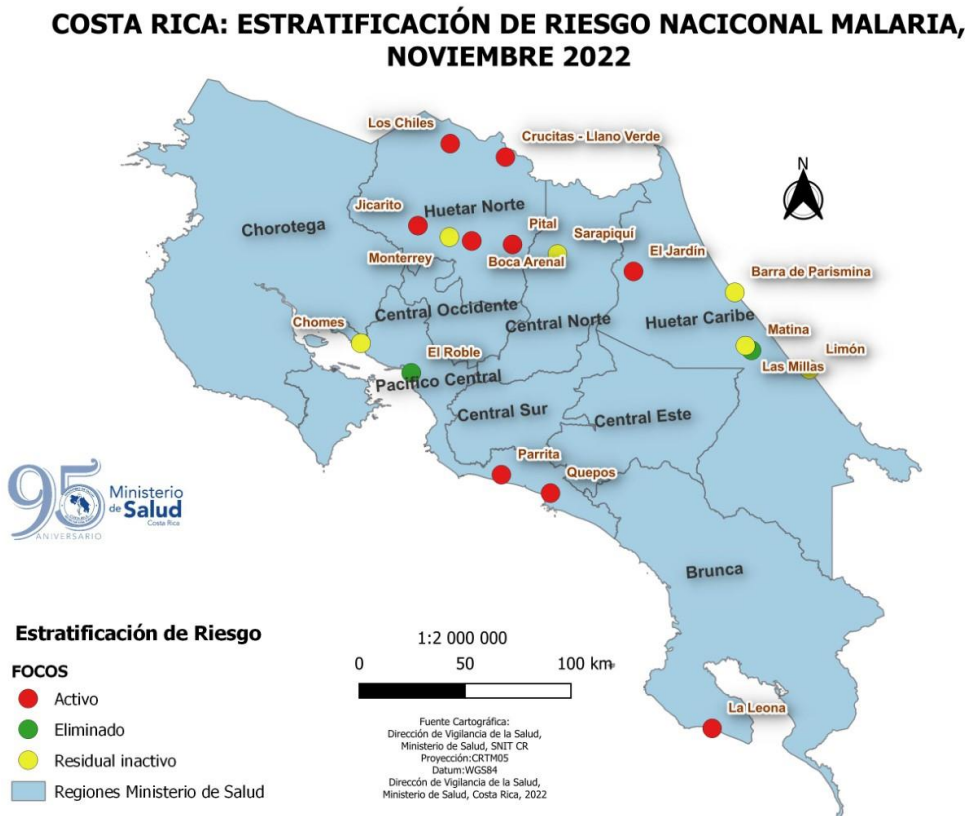 COSTA RICA: ESTRATIFICACIÓN DE RIESGO NACICONAL MALARIA,
NOVIEMBRE 2022
Los Chiles
Crucitas - Llano Verde
N
Jicarito
Huetar Norte
Chorotega
Pital
Sarapiquí
Monterrey
Boca Arenal
El Jardín
Barra de Parismina
Central Occidente
Chomes
Central Norte
Huetar Caribe
Matina
El Roble
Las Millas
Limón
Pacífico Central
Central Sur
Central Este
Parrita
Quepos
95
ANIVERSARIO
Ministerio
de Salud
Costa Rica
Brunca
La Leona
Estratificación de Riesgo
FOCOS
Activo
Eliminado
Residual inactivo
Regiones Ministerio de Salud
1:2 000 000
0 50 100 km
Fuente Cartográfica:
Dirección de Vigilancia de la Salud,
Ministerio de Salud, SNIT CR
Proyección:CRTM05
Datum:WGS84
Direccón de Vigilancia de la Salud,
Ministerio de Salud, Costa Rica, 2022